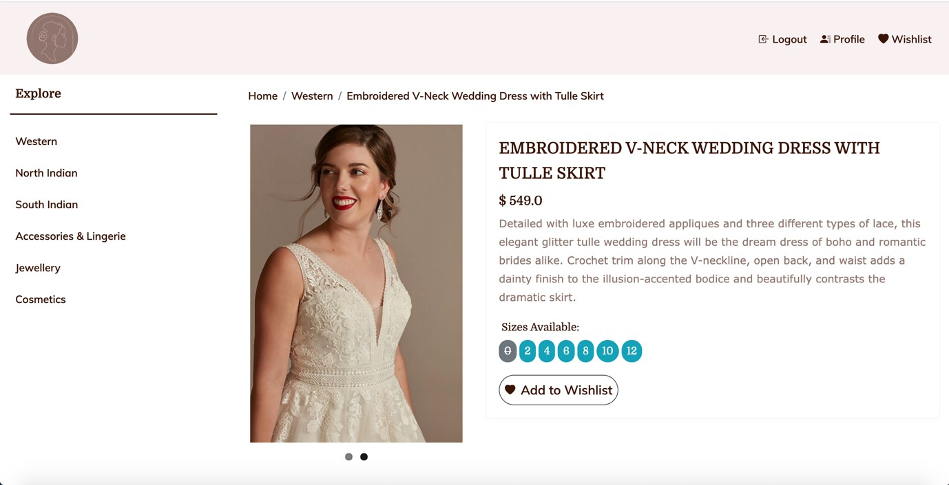 Logout Profile Wishlist
Explore
Western
North Indian
South Indian
Accessories & Lingerie
Jewellery
Cosmetics
Home / Western / Embroidered V-Neck Wedding Dress with Tulle Skirt
EMBROIDERED V-NECK WEDDING DRESS WITH
TULLE SKIRT
$ 549.0
Detailed with luxe embroidered appliques and three different types of lace, this
elegant glitter tulle wedding dress will be the dream dress of boho and romantic
brides alike. Crochet trim along the V-neckline, open back, and waist adds a
dainty finish to the illusion-accented bodice and beautifully contrasts the
dramatic skirt.
Sizes Available:
0 2 4 6 8 10 12
Add to Wishlist